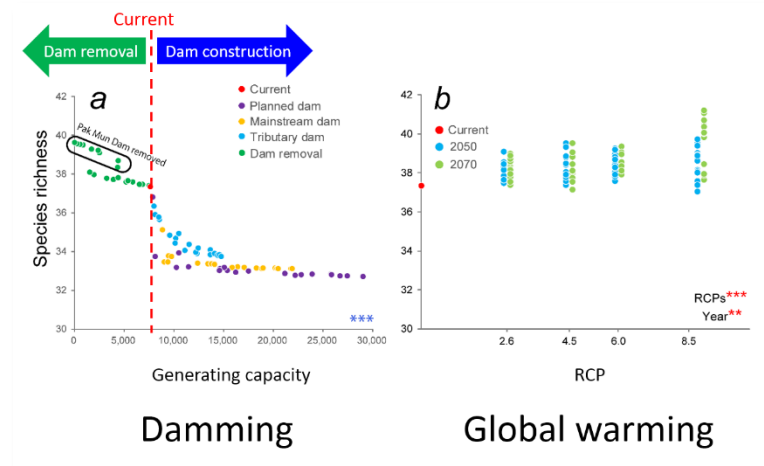 Current
Dam removal
Dam construction
a
Pak Mun Dam removed
Current
Planned dam
Mainstream dam
Tributary dam
Dam removal
Species richness
42
40
38
36
34
32
30
0
5,000
10,000
15,000
20,000
25,000
30,000
***
Generating capacity
Damming
b
Current
2050
2070
42
40
38
36
34
32
30
RCPs***
Year**
2.6
4.5
6.0
8.5
RCP
Global warming